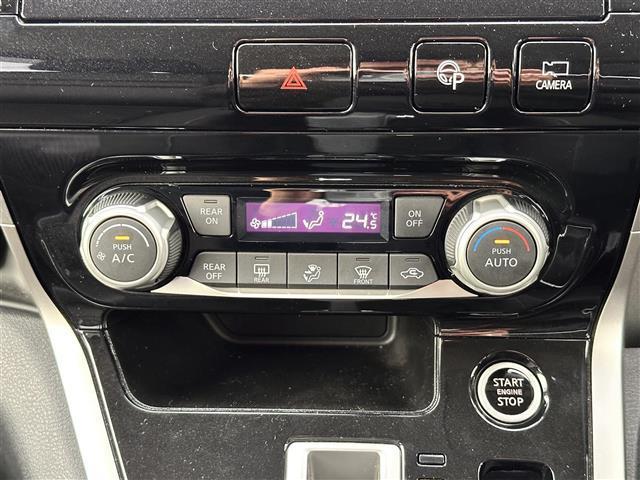 P
CAMERA
REAR
ON
24.5°C
ON
OFF
PUSH
A/C
PUSH
AUTO
REAR
OFF
REAR
FRONT
START
ENGINE
STOP